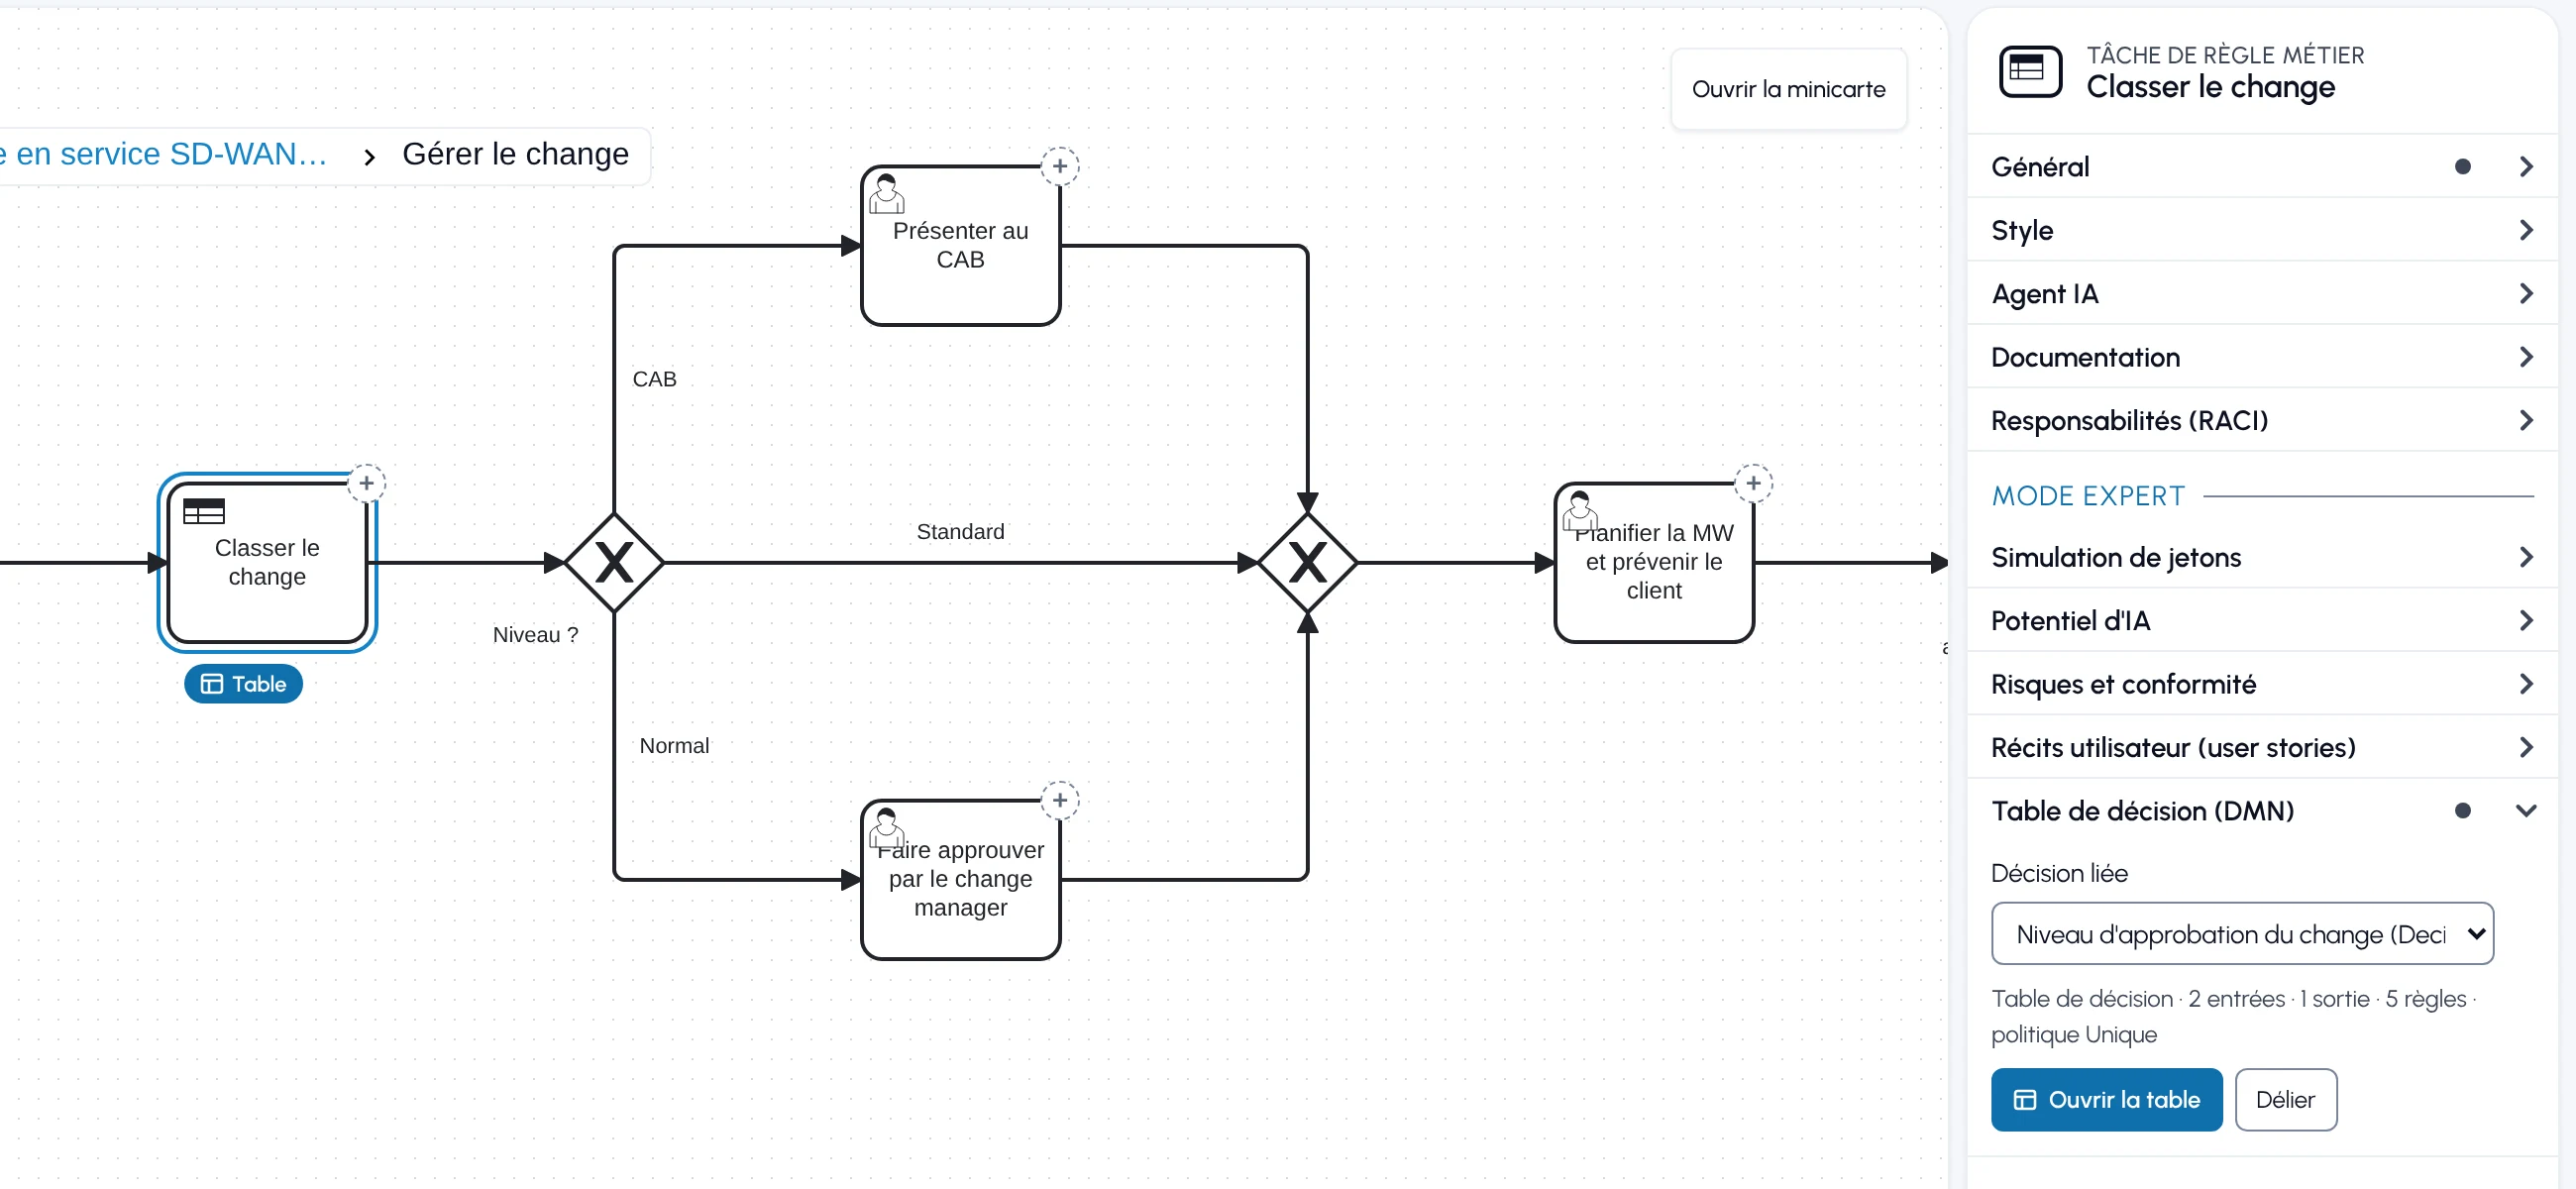 Ouvrir la minicarte
e en service SD-WAN… › Gérer le change
Présenter au
CAB
CAB
Standard
Classer le
change
Table
Niveau ?
Planifier la MW
et prévenir le
client
Normal
Faire approuver
par le change
manager
TÂCHE DE RÈGLE MÉTIER
Classer le change
Général
Style
Agent IA
Documentation
Responsabilités (RACI)
MODE EXPERT
Simulation de jetons
Potentiel d'IA
Risques et conformité
Récits utilisateur (user stories)
Table de décision (DMN)
Décision liée
Niveau d'approbation du change (Deci
Table de décision · 2 entrées · 1 sortie · 5 règles ·
politique Unique
Ouvrir la table
Délier